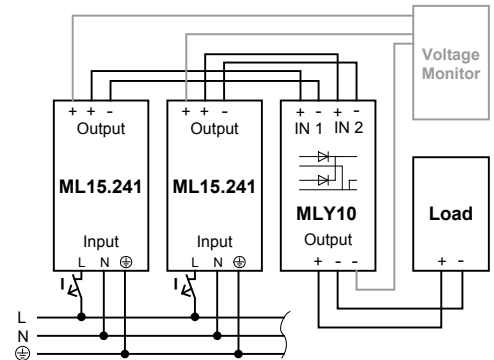 Voltage
Monitor
+ + -
+ + -
+ - + -
Output
Output
IN 1 IN 2
ML15.241
ML15.241
MLY10
Load
Input
Input
Output
L N ⏚
L N ⏚
+ - -
+ -
I
I
L
N
⏚